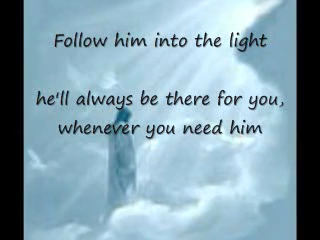 Follow him into the light
he'll always be there for you,
whenever you need him